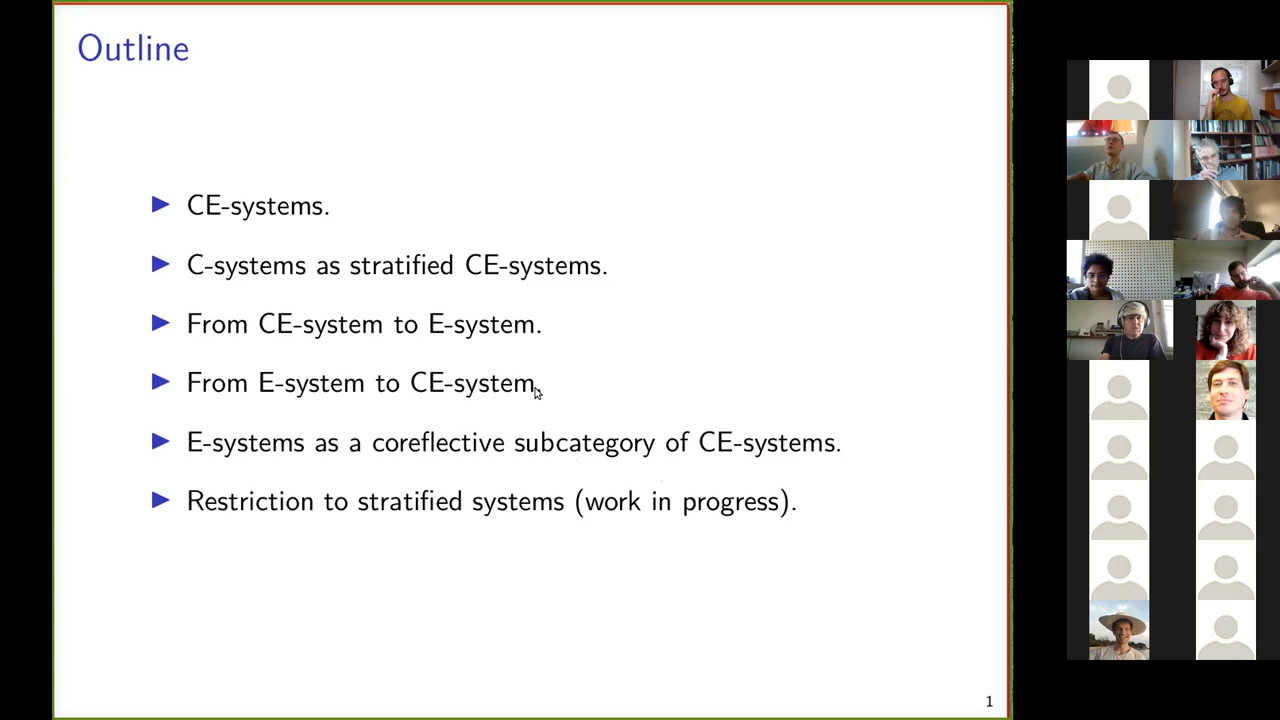 Outline
▶ CE-systems.
▶ C-systems as stratified CE-systems.
▶ From CE-system to E-system.
▶ From E-system to CE-system.
▶ E-systems as a coreflective subcategory of CE-systems.
▶ Restriction to stratified systems (work in progress).
1